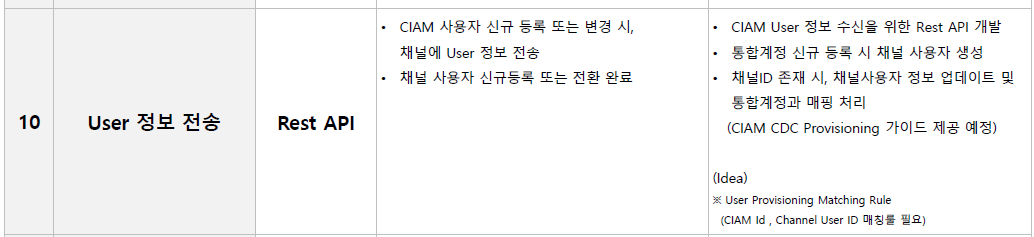 10
User 정보 전송
Rest API
• CIAM 사용자 신규 등록 또는 변경 시,
채널에 User 정보 전송
• 채널 사용자 신규등록 또는 전환 완료
• CIAM User 정보 수신을 위한 Rest API 개발
• 통합계정 신규 등록 시 채널 사용자 생성
• 채널ID 존재 시, 채널사용자 정보 업데이트 및
통합계정과 매핑 처리
(CIAM CDC Provisioning 가이드 제공 예정)
(Idea)
※ User Provisioning Matching Rule
(CIAM Id , Channel User ID 매칭룰 필요)